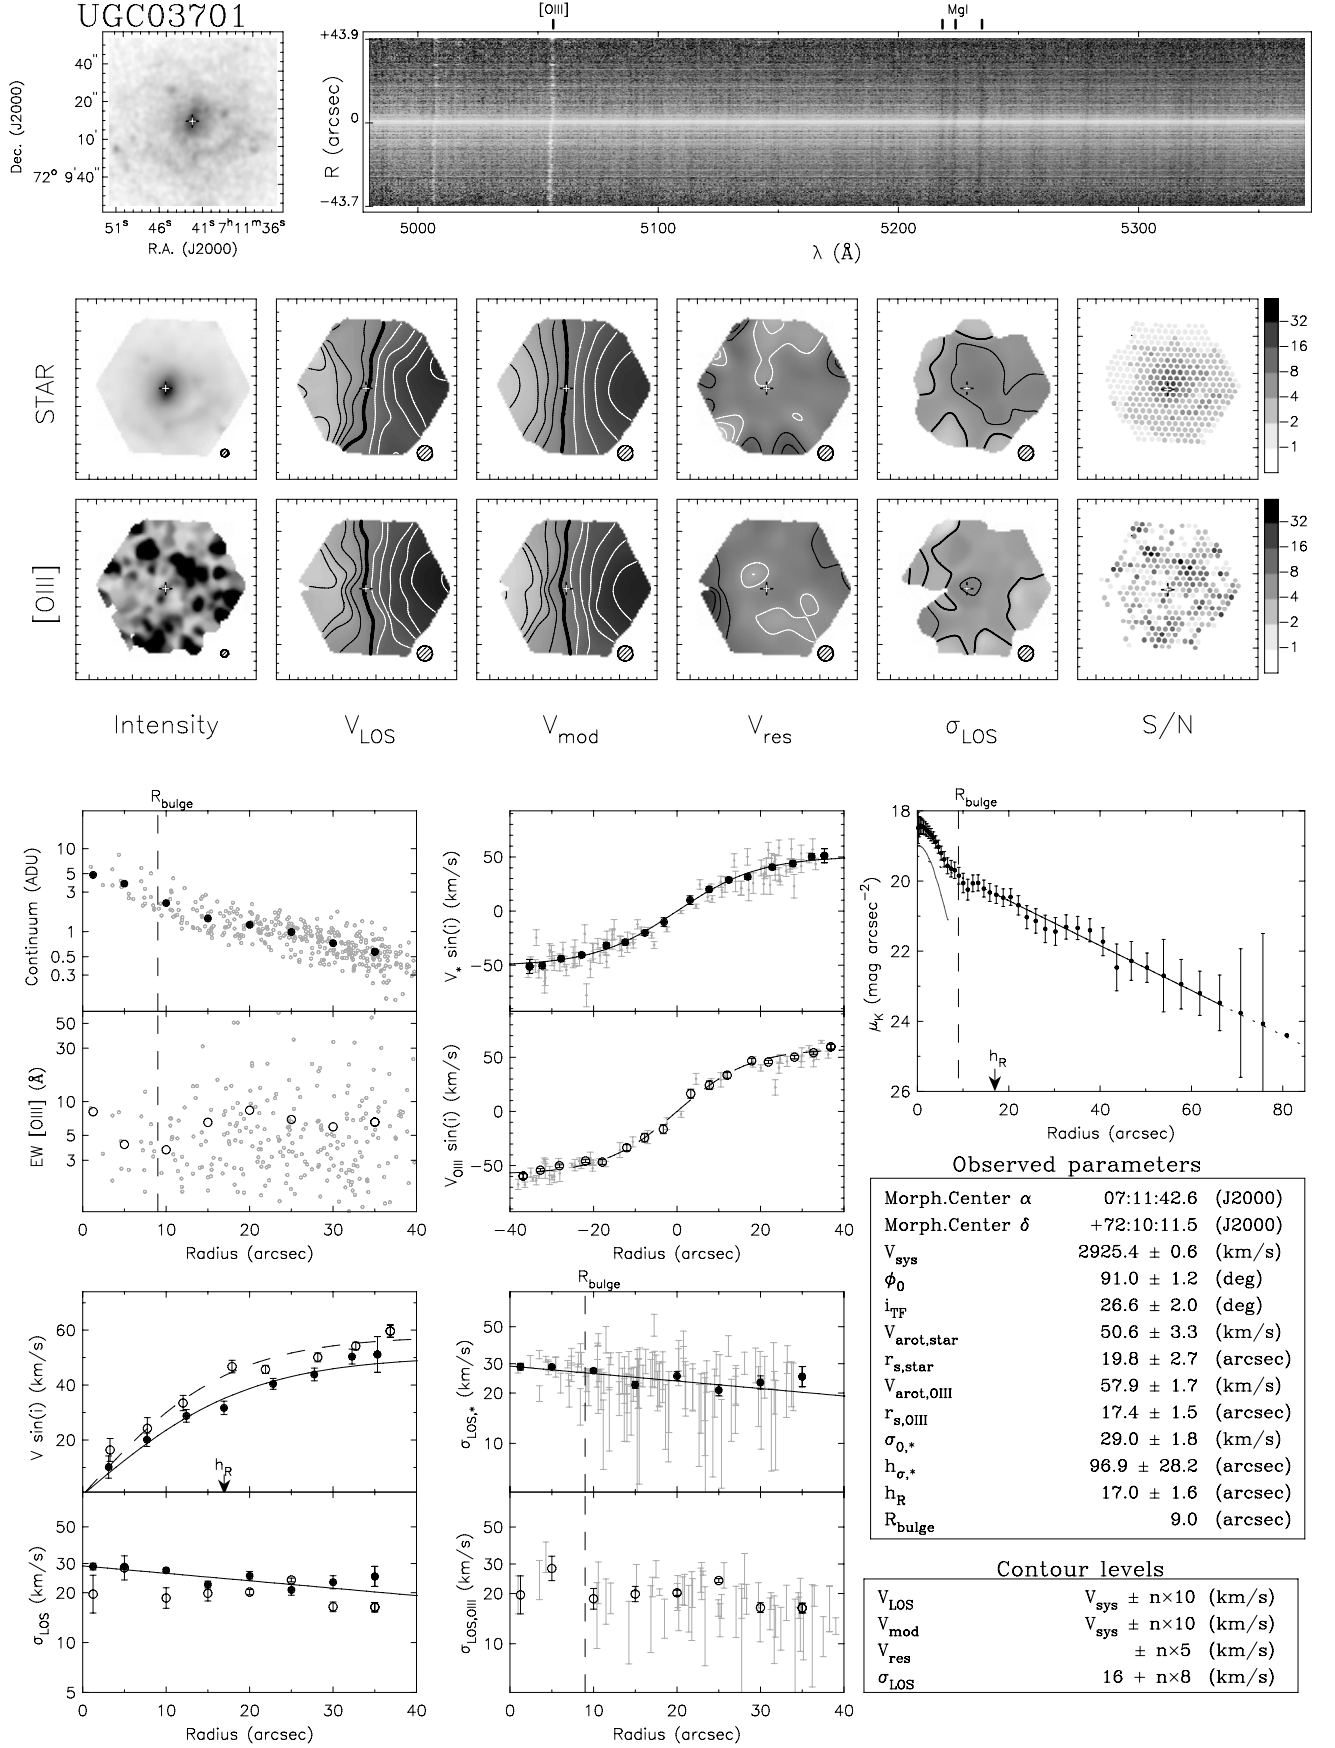 UGC03701
[OIII]
MgI
Dec. (J2000)
40"
20"
10'
72° 9'40"
51s 46s 41s 7h 11m 36s
R.A. (J2000)
R (arcsec)
+43.9
0
−43.7
5000 5100 5200 5300
λ (Å)
STAR
32
16
8
4
2
1
[OIII]
32
16
8
4
2
1
Intensity VLOS Vmod Vres σLOS S/N
Rbulge
Continuum (ADU)
10
5
3
1
0.5
0.3
EW [OIII] (Å)
50
30
10
5
3
0 10 20 30 40
Radius (arcsec)
V* sin(i) (km/s)
50
0
−50
VOIII sin(i) (km/s)
50
0
−50
−40 −20 0 20 40
Radius (arcsec)
Rbulge
μK (mag arcsec−2)
18
20
22
24
26
hR
0 20 40 60 80
Radius (arcsec)
V sin(i) (km/s)
60
40
20
hR
σLOS (km/s)
50
30
20
10
5
0 10 20 30 40
Radius (arcsec)
Rbulge
σLOS,* (km/s)
50
30
20
10
σLOS,OIII (km/s)
50
30
20
10
0 10 20 30 40
Radius (arcsec)
Observed parameters
Morph.Center α 07:11:42.6 (J2000)
Morph.Center δ +72:10:11.5 (J2000)
Vsys 2925.4 ± 0.6 (km/s)
ϕ0 91.0 ± 1.2 (deg)
iTF 26.6 ± 2.0 (deg)
Varot,star 50.6 ± 3.3 (km/s)
rs,star 19.8 ± 2.7 (arcsec)
Varot,OIII 57.9 ± 1.7 (km/s)
rs,OIII 17.4 ± 1.5 (arcsec)
σ0,* 29.0 ± 1.8 (km/s)
hσ,* 96.9 ± 28.2 (arcsec)
hR 17.0 ± 1.6 (arcsec)
Rbulge 9.0 (arcsec)
Contour levels
VLOS Vsys ± n×10 (km/s)
Vmod Vsys ± n×10 (km/s)
Vres ± n×5 (km/s)
σLOS 16 + n×8 (km/s)